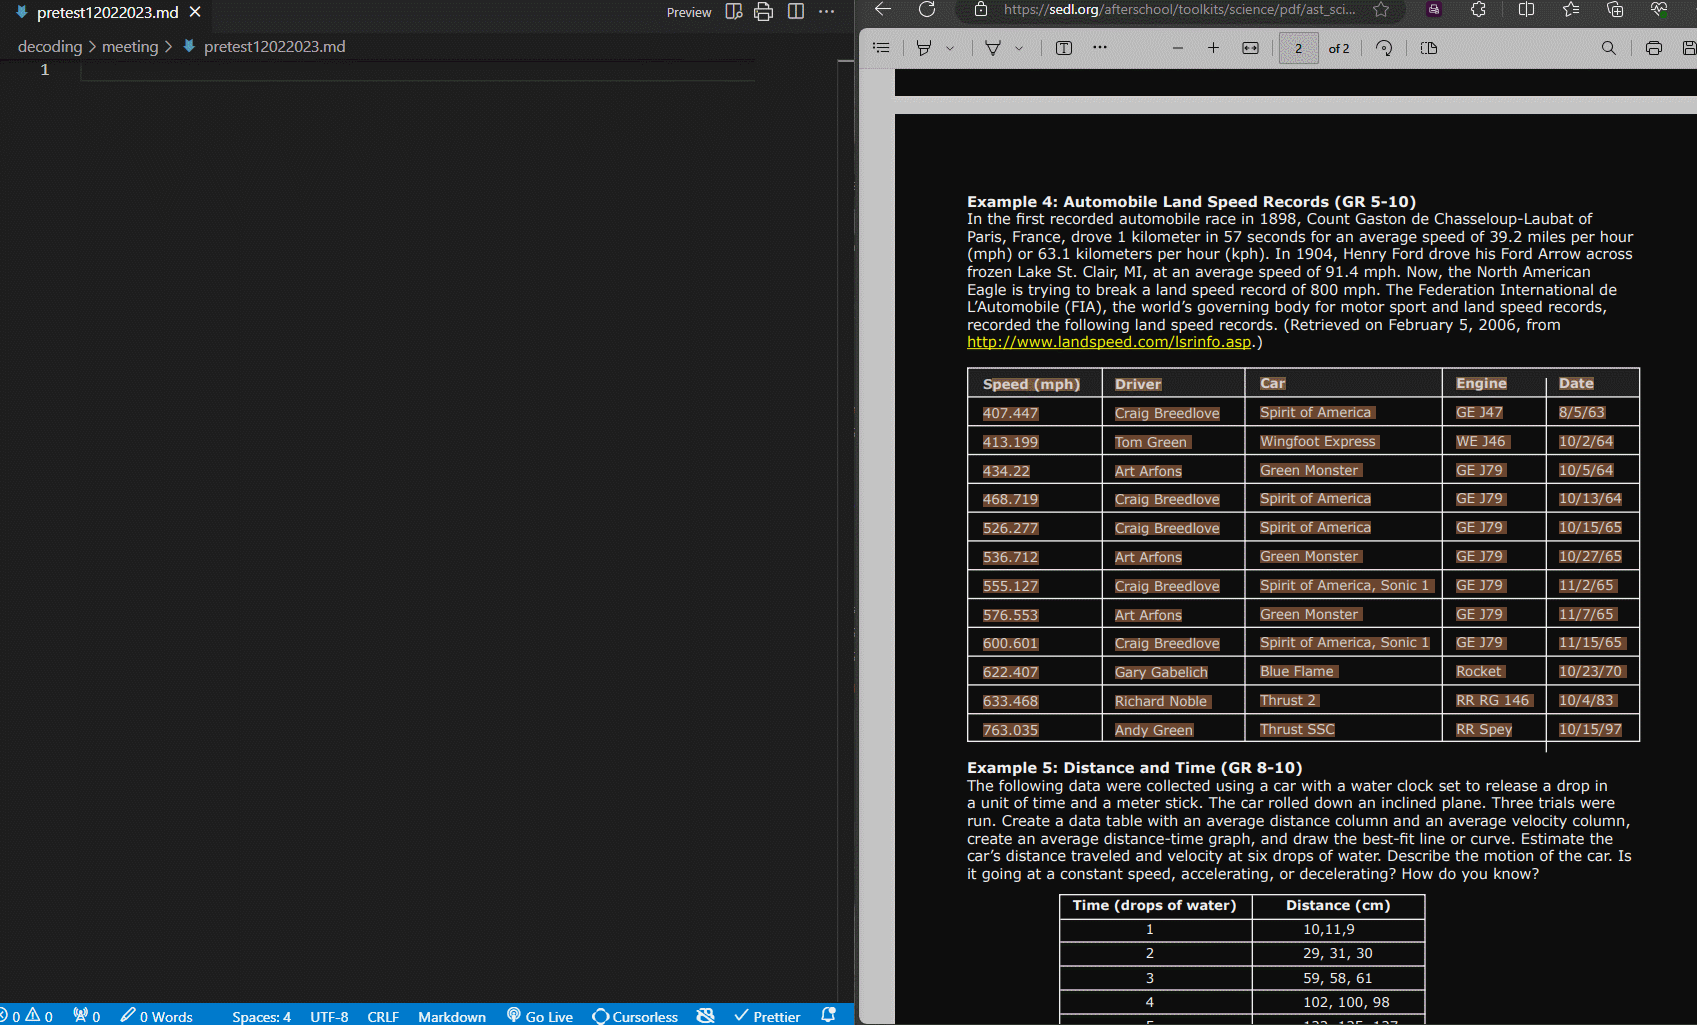 pretest12022023.md
Preview
decoding > meeting > pretest12022023.md
1
0 0 0 0 Words Spaces: 4 UTF-8 CRLF Markdown Go Live Cursorless Prettier
https://sedl.org/afterschool/toolkits/science/pdf/ast_sci...
2 of 2
Example 4: Automobile Land Speed Records (GR 5-10)
In the first recorded automobile race in 1898, Count Gaston de Chasseloup-Laubat of
Paris, France, drove 1 kilometer in 57 seconds for an average speed of 39.2 miles per hour
(mph) or 63.1 kilometers per hour (kph). In 1904, Henry Ford drove his Ford Arrow across
frozen Lake St. Clair, MI, at an average speed of 91.4 mph. Now, the North American
Eagle is trying to break a land speed record of 800 mph. The Federation International de
L'Automobile (FIA), the world's governing body for motor sport and land speed records,
recorded the following land speed records. (Retrieved on February 5, 2006, from
http://www.landspeed.com/lsrinfo.asp.)
Speed (mph) Driver Car Engine Date
407.447 Craig Breedlove Spirit of America GE J47 8/5/63
413.199 Tom Green Wingfoot Express WE J46 10/2/64
434.22 Art Arfons Green Monster GE J79 10/5/64
468.719 Craig Breedlove Spirit of America GE J79 10/13/64
526.277 Craig Breedlove Spirit of America GE J79 10/15/65
536.712 Art Arfons Green Monster GE J79 10/27/65
555.127 Craig Breedlove Spirit of America, Sonic 1 GE J79 11/2/65
576.553 Art Arfons Green Monster GE J79 11/7/65
600.601 Craig Breedlove Spirit of America, Sonic 1 GE J79 11/15/65
622.407 Gary Gabelich Blue Flame Rocket 10/23/70
633.468 Richard Noble Thrust 2 RR RG 146 10/4/83
763.035 Andy Green Thrust SSC RR Spey 10/15/97
Example 5: Distance and Time (GR 8-10)
The following data were collected using a car with a water clock set to release a drop in
a unit of time and a meter stick. The car rolled down an inclined plane. Three trials were
run. Create a data table with an average distance column and an average velocity column,
create an average distance-time graph, and draw the best-fit line or curve. Estimate the
car's distance traveled and velocity at six drops of water. Describe the motion of the car. Is
it going at a constant speed, accelerating, or decelerating? How do you know?
Time (drops of water) Distance (cm)
1 10,11,9
2 29, 31, 30
3 59, 58, 61
4 102, 100, 98